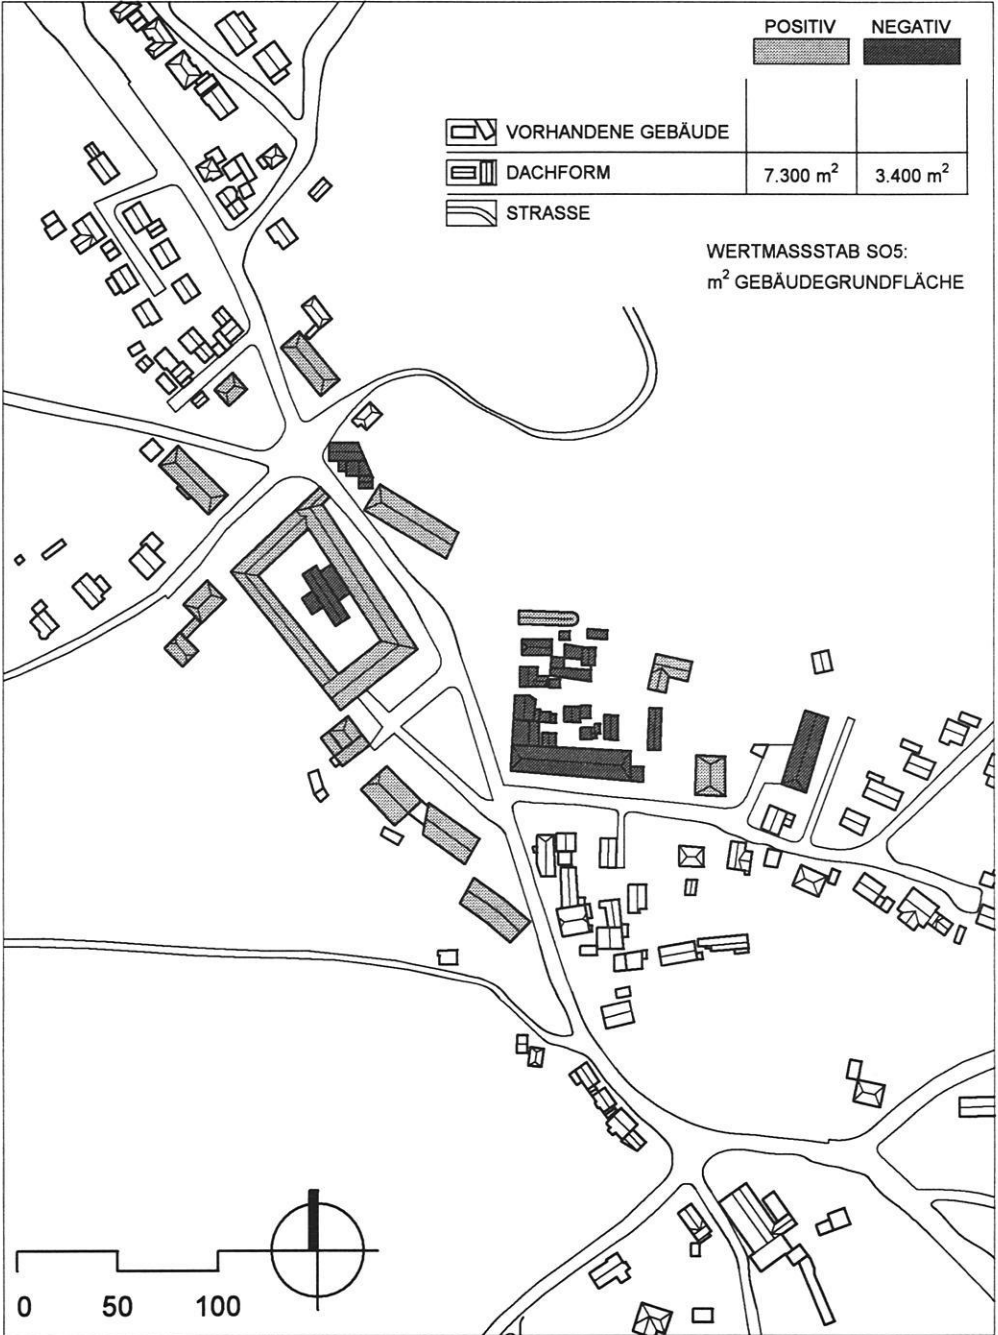 POSITIV NEGATIV
VORHANDENE GEBÄUDE
DACHFORM 7.300 m² 3.400 m²
STRASSE
WERTMASSSTAB SO5:
m² GEBÄUDEGRUNDFLÄCHE
0 50 100